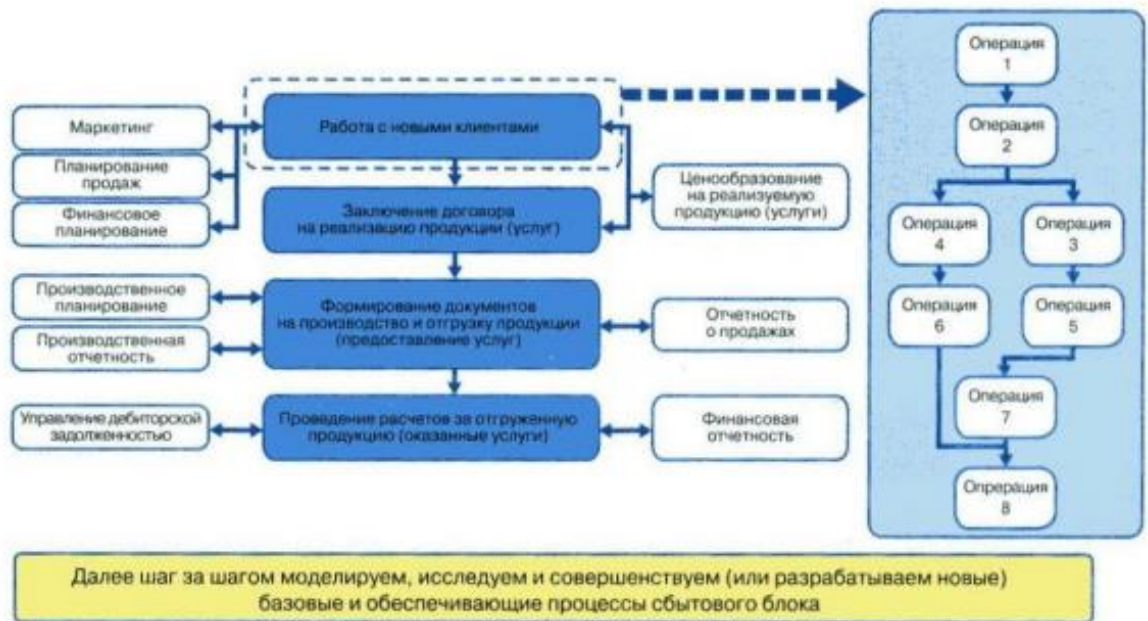 Маркетинг
Планирование
продаж
Финансовое
планирование
Производственное
планирование
Производственная
отчетность
Управление дебиторской
задолженностью
Работа с новыми клиентами
Заключение договора
на реализацию продукции (услуг)
Формирование документов
на производство и отгрузку продукции
(предоставление услуг)
Проведение расчетов за отгруженную
продукцию (оказанные услуги)
Ценообразование
на реализуемую
продукцию (услуги)
Отчетность
о продажах
Финансовая
отчетность
Операция
1
Операция
2
Операция
4
Операция
3
Операция
6
Операция
5
Операция
7
Опрерация
8
Далее шаг за шагом моделируем, исследуем и совершенствуем (или разрабатываем новые)
базовые и обеспечивающие процессы сбытового блока